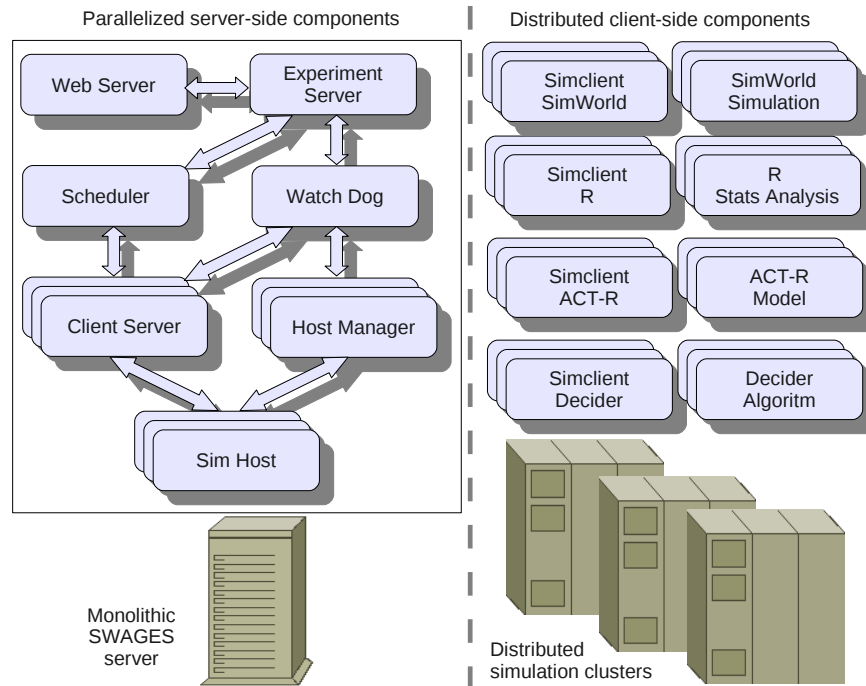 Parallelized server-side components
Distributed client-side components
Web Server
Experiment
Server
Scheduler
Watch Dog
Client Server
Host Manager
Sim Host
Monolithic
SWAGES
server
Simclient
SimWorld
SimWorld
Simulation
Simclient
R
R
Stats Analysis
Simclient
ACT-R
ACT-R
Model
Simclient
Decider
Decider
Algoritm
Distributed
simulation clusters